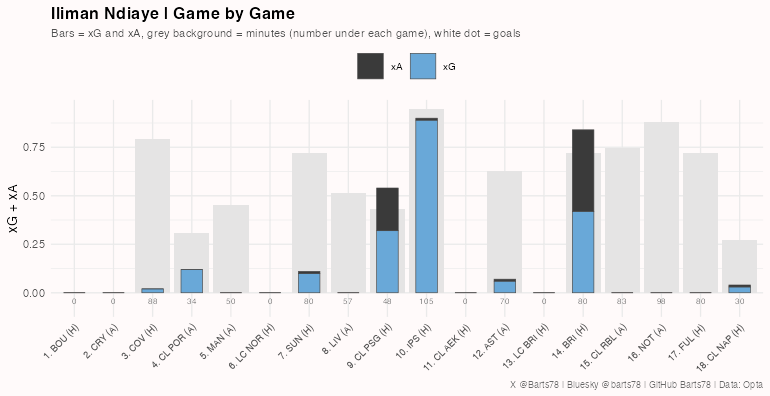 Iliman Ndiaye | Game by Game
Bars = xG and xA, grey background = minutes (number under each game), white dot = goals
xA xG
xG + xA
0.75
0.50
0.25
0.00
0 0 88 34 50 0 80 57 48 105 0 70 0 80 83 98 80 30
1. BOU (H)
2. CRY (A)
3. COV (H)
4. CL POR (A)
5. MAN (A)
6. LC NOR (H)
7. SUN (H)
8. LIV (A)
9. CL PSG (H)
10. IPS (H)
11. CL AEK (H)
12. AST (A)
13. LC BRI (H)
14. BRI (H)
15. CL RBL (A)
16. NOT (A)
17. FUL (H)
18. CL NAP (H)
X @Barts78 | Bluesky @barts78 | GitHub Barts78 | Data: Opta